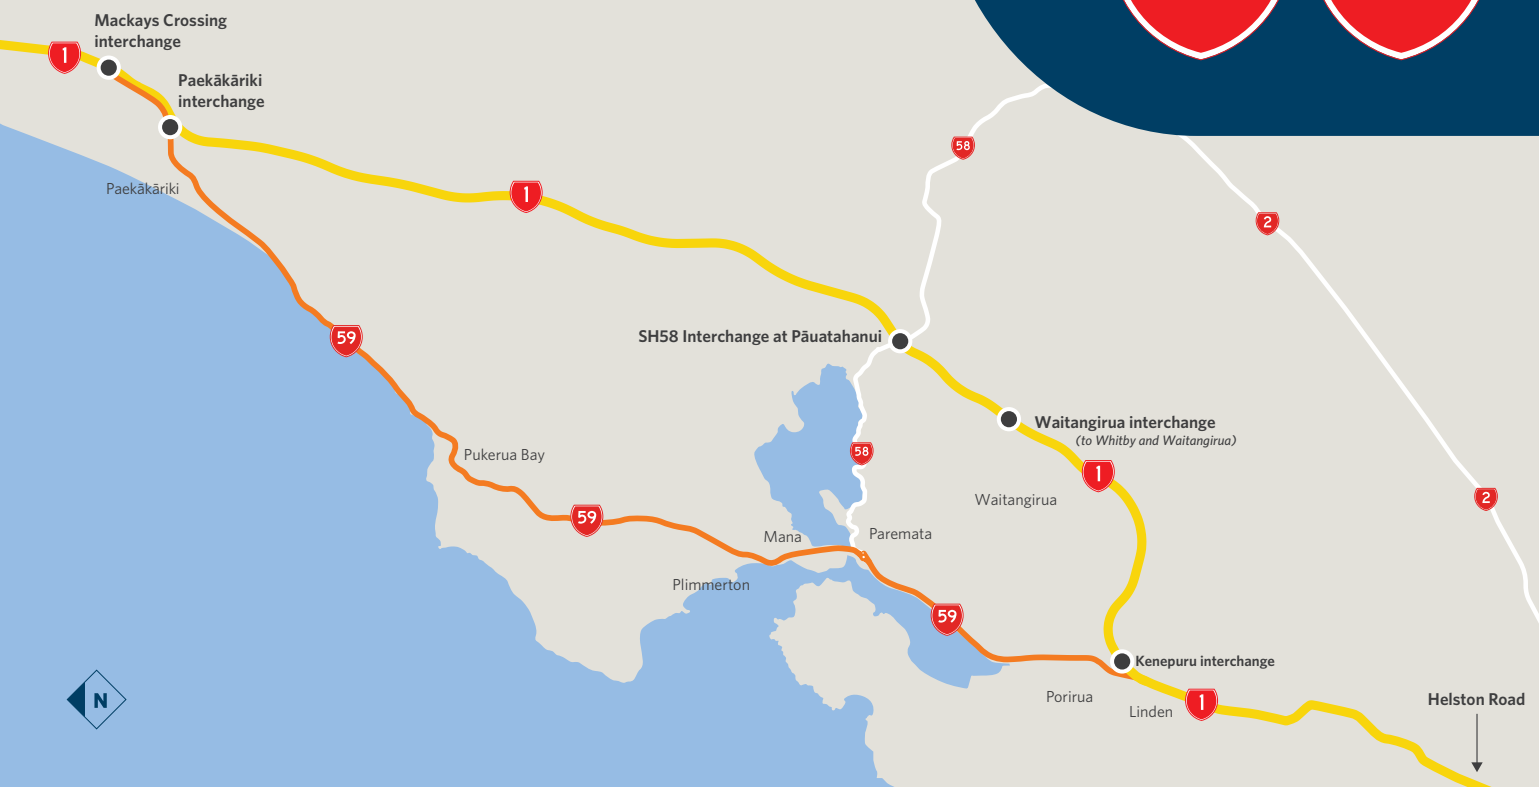 Mackays Crossing
interchange
1
Paekākāriki
interchange
58
Paekākāriki
1
2
59
SH58 Interchange at Pāuatahanui
Waitangirua interchange
(to Whitby and Waitangirua)
58
Pukerua Bay
1
Waitangirua
2
59
Mana
Paremata
Plimmerton
59
Kenepuru interchange
N
Porirua
1
Linden
Helston Road